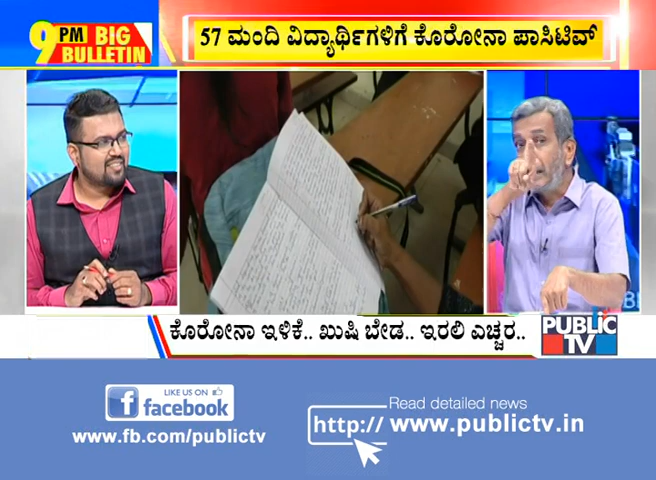 9 PM BIG
BULLETIN
57 ಮಂದಿ ವಿದ್ಯಾರ್ಥಿಗಳಿಗೆ ಕೊರೋನಾ ಪಾಸಿಟಿವ್
ಕೊರೋನಾ ಇಳಿಕೆ.. ಖುಷಿ ಬೇಡ.. ಇರಲಿ ಎಚ್ಚರ..
PUBLIC
TV
LIKE US ON
facebook
www.fb.com/publictv
Read detailed news
http:// www.publictv.in